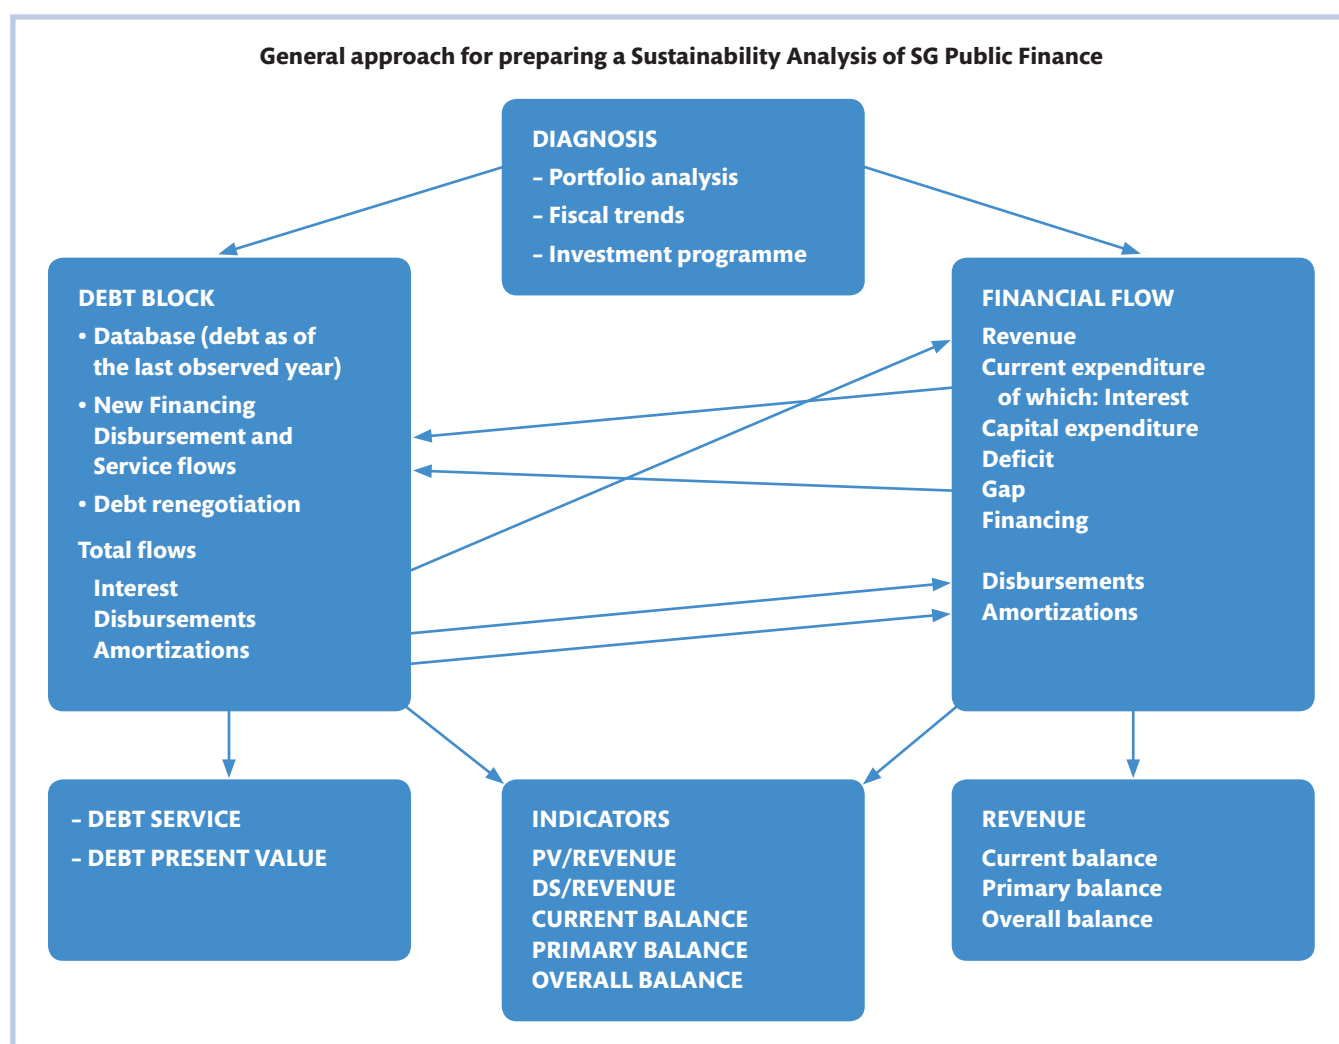 General approach for preparing a Sustainability Analysis of SG Public Finance
DIAGNOSIS
– Portfolio analysis
– Fiscal trends
– Investment programme
DEBT BLOCK
• Database (debt as of
the last observed year)
• New Financing
Disbursement and
Service flows
• Debt renegotiation
Total flows
Interest
Disbursements
Amortizations
FINANCIAL FLOW
Revenue
Current expenditure
of which: Interest
Capital expenditure
Deficit
Gap
Financing
Disbursements
Amortizations
– DEBT SERVICE
– DEBT PRESENT VALUE
INDICATORS
PV/REVENUE
DS/REVENUE
CURRENT BALANCE
PRIMARY BALANCE
OVERALL BALANCE
REVENUE
Current balance
Primary balance
Overall balance